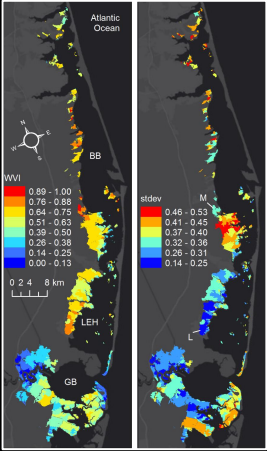 Atlantic
Ocean
N
E
W
S
BB
WVI
0.89 - 1.00
0.76 - 0.88
0.64 - 0.75
0.51 - 0.63
0.39 - 0.50
0.26 - 0.38
0.14 - 0.25
0.00 - 0.13
0 2 4 8 km
LEH
GB
M
stdev
0.46 - 0.53
0.41 - 0.45
0.37 - 0.40
0.32 - 0.36
0.26 - 0.31
0.14 - 0.25
L